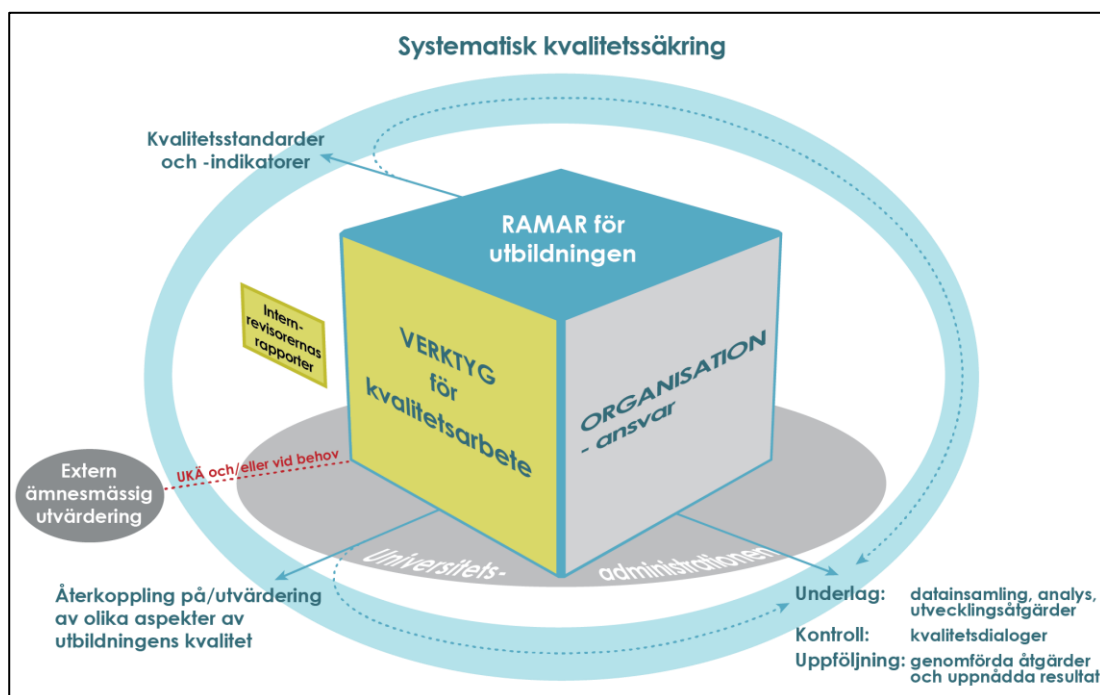 Systematisk kvalitetssäkring
Kvalitetsstandarder
och -indikatorer
RAMAR för
utbildningen
Intern-
revisorernas
rapporter
VERKTYG
för
kvalitetsarbete
ORGANISATION
- ansvar
Extern
ämnesmässig
utvärdering
UKÄ och/eller vid behov
Universitets-
administrationen
Återkoppling på/utvärdering
av olika aspekter av
utbildningens kvalitet
Underlag: datainsamling, analys,
utvecklingsåtgärder
Kontroll: kvalitetsdialoger
Uppföljning: genomförda åtgärder
och uppnådda resultat